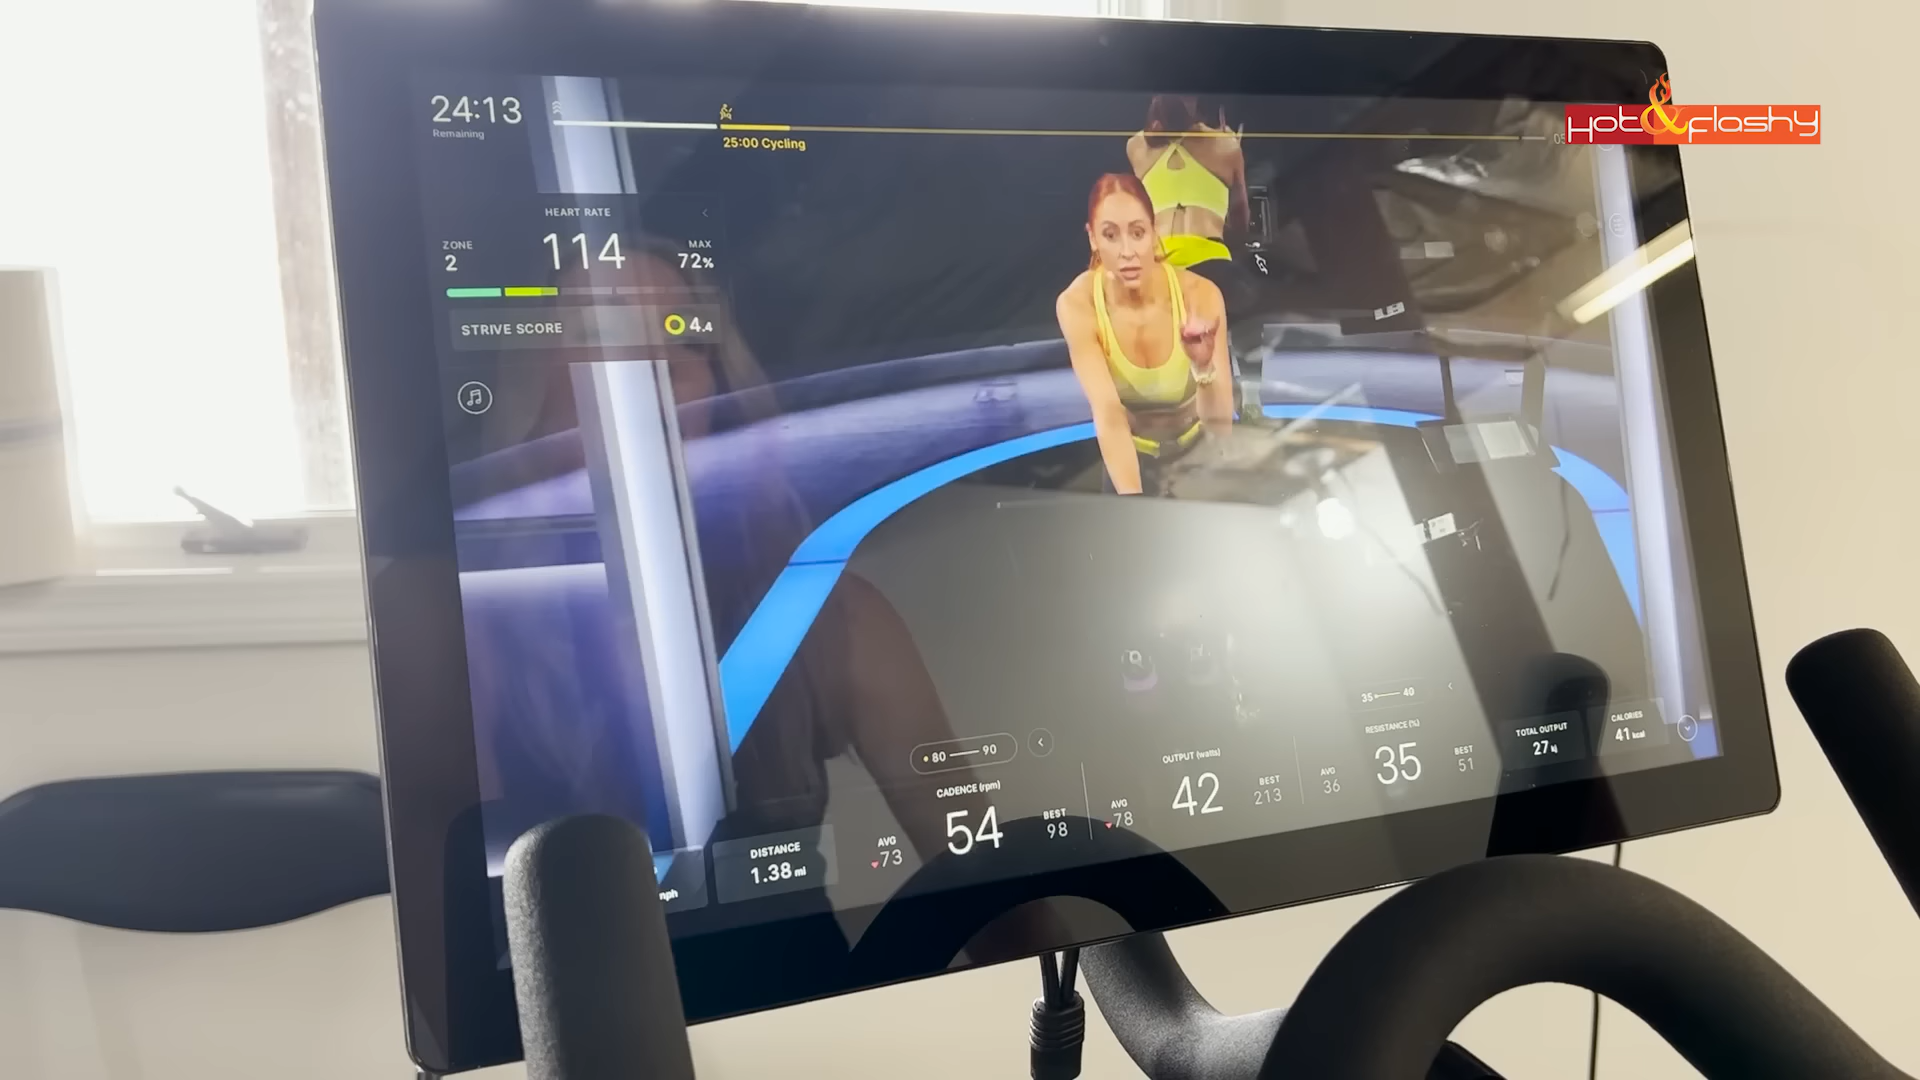 24:13
Remaining
25:00 Cycling
Hot & flashy
HEART RATE
ZONE
2
114
MAX
72%
STRIVE SCORE
4.4
80 — 90
35 — 40
CADENCE (rpm)
OUTPUT (watts)
RESISTANCE (%)
TOTAL OUTPUT
27 kj
CALORIES
41 kcal
mph
DISTANCE
1.38 mi
AVG
73
54
BEST
98
AVG
78
42
BEST
213
AVG
36
35
BEST
51